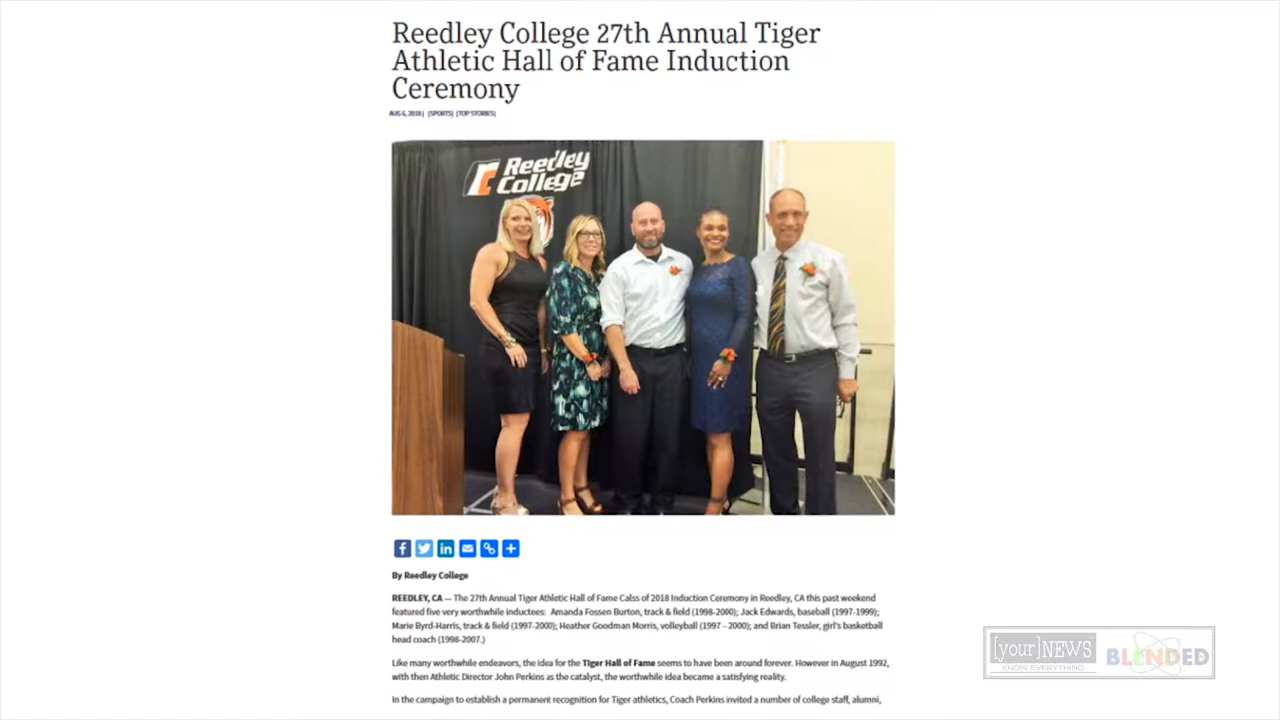 Reedley College 27th Annual Tiger
Athletic Hall of Fame Induction
Ceremony
AUG 6, 2018 | |SPORTS| |TOP STORIES|
Reedley
College
By Reedley College
REEDLEY, CA — The 27th Annual Tiger Athletic Hall of Fame Calss of 2018 Induction Ceremony in Reedley, CA this past weekend
featured five very worthwhile inductees: Amanda Fossen Burton, track & field (1998-2000); Jack Edwards, baseball (1997-1999);
Marie Byrd-Harris, track & field (1997-2000); Heather Goodman Morris, volleyball (1997 - 2000); and Brian Tessler, girl's basketball
head coach (1998-2007.)
Like many worthwhile endeavors, the idea for the Tiger Hall of Fame seems to have been around forever. However in August 1992,
with then Athletic Director John Perkins as the catalyst, the worthwhile idea became a satisfying reality.
In the campaign to establish a permanent recognition for Tiger athletics, Coach Perkins invited a number of college staff, alumni,
[your]NEWS
KNOW EVERYTHING
BLENDED